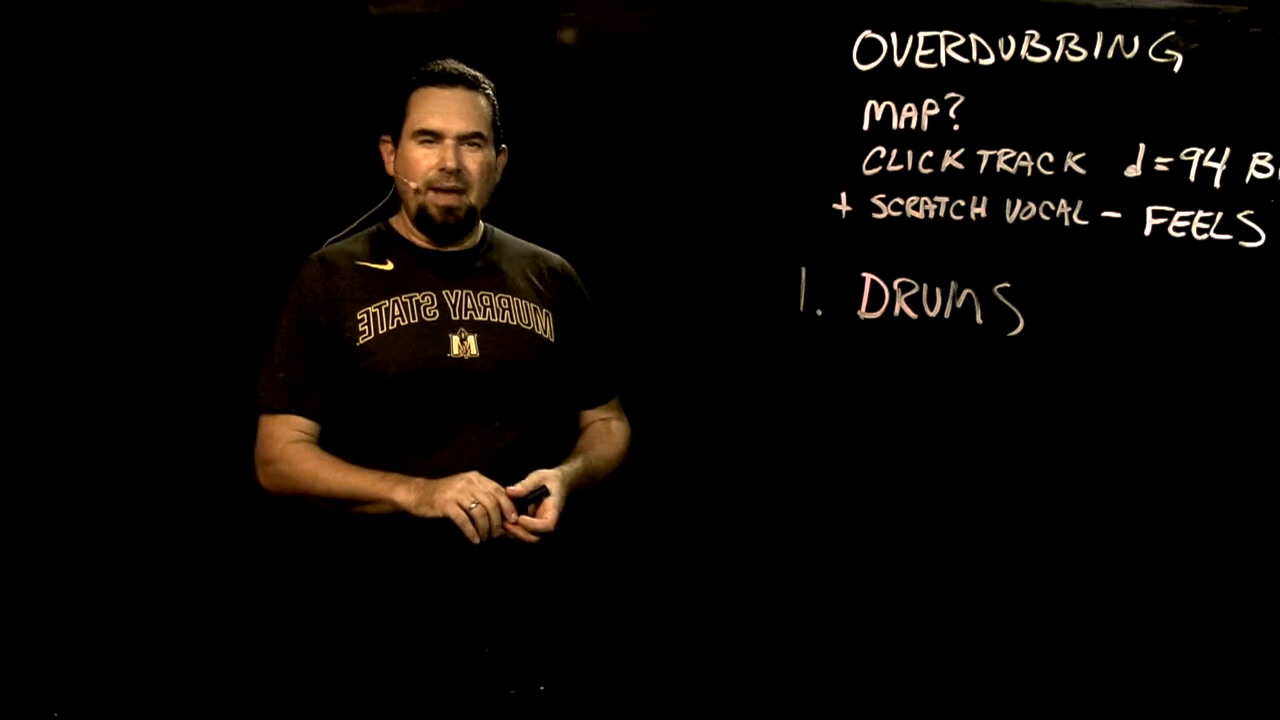 OVERDUBBING
MAP?
CLICK TRACK ♩=94 B
+ SCRATCH VOCAL - FEELS
1. DRUMS
MURRAY STATE
M